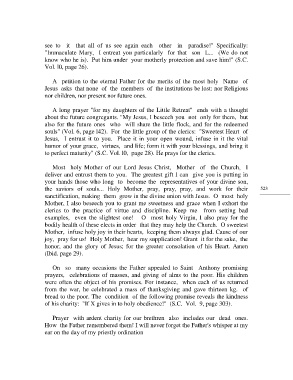 see to it that all of us see again each other in paradise!" Specifically:
"Immaculate Mary, I entreat you particularly for that son I.... (We do not
know who he is). Put him under your motherly protection and save him!" (S.C.
Vol. 10, page 26).
A petition to the eternal Father for the merits of the most holy Name of
Jesus asks that none of the members of the institutions be lost: nor Religious
nor children, nor present nor future ones.
A long prayer "for my daughters of the Little Retreat" ends with a thought
about the future congregants. "My Jesus, I beseech you not only for them, but
also for the future ones who will share the little flock, and for the redeemed
souls" (Vol. 6, page 142). For the little group of the clerics: "Sweetest Heart of
Jesus, I entreat it to you. Place it in your open wound, infuse in it the vital
humor of your grace, virtues, and life; form it with your blessings, and bring it
to perfect maturity" (S.C. Vol. 10, page 28). He prays for the clerics.
Most holy Mother of our Lord Jesus Christ, Mother of the Church, I
deliver and entrust them to you. The greatest gift I can give you is putting in
your hands those who long to become the representatives of your divine son,
the saviors of souls... Holy Mother, pray, pray, pray, and work for their
sanctification, making them grow in the divine union with Jesus. O most holy
Mother, I also beseech you to grant me sweetness and grace when I exhort the
clerics to the practice of virtue and discipline. Keep me from setting bad
examples, even the slightest one! O most holy Virgin, I also pray for the
bodily health of these elects in order that they may help the Church. O sweetest
Mother, infuse holy joy in their hearts, keeping them always glad. Cause of our
joy, pray for us! Holy Mother, hear my supplication! Grant it for the sake, the
honor, and the glory of Jesus; for the greater consolation of His Heart. Amen
(ibid, page 29).
On so many occasions the Father appealed to Saint Anthony promising
prayers, celebrations of masses, and giving of alms to the poor. His children
were often the object of his promises. For instance, when each of us returned
from the war, he celebrated a mass of thanksgiving and gave thirteen kg. of
bread to the poor. The condition of the following promise reveals the kindness
of his charity: "If X gives in to holy obedience!" (S.C. Vol. 9, page 303).
Prayer with ardent charity for our brethren also includes our dead ones.
How the Father remembered them! I will never forget the Father's whisper at my
ear on the day of my priestly ordination